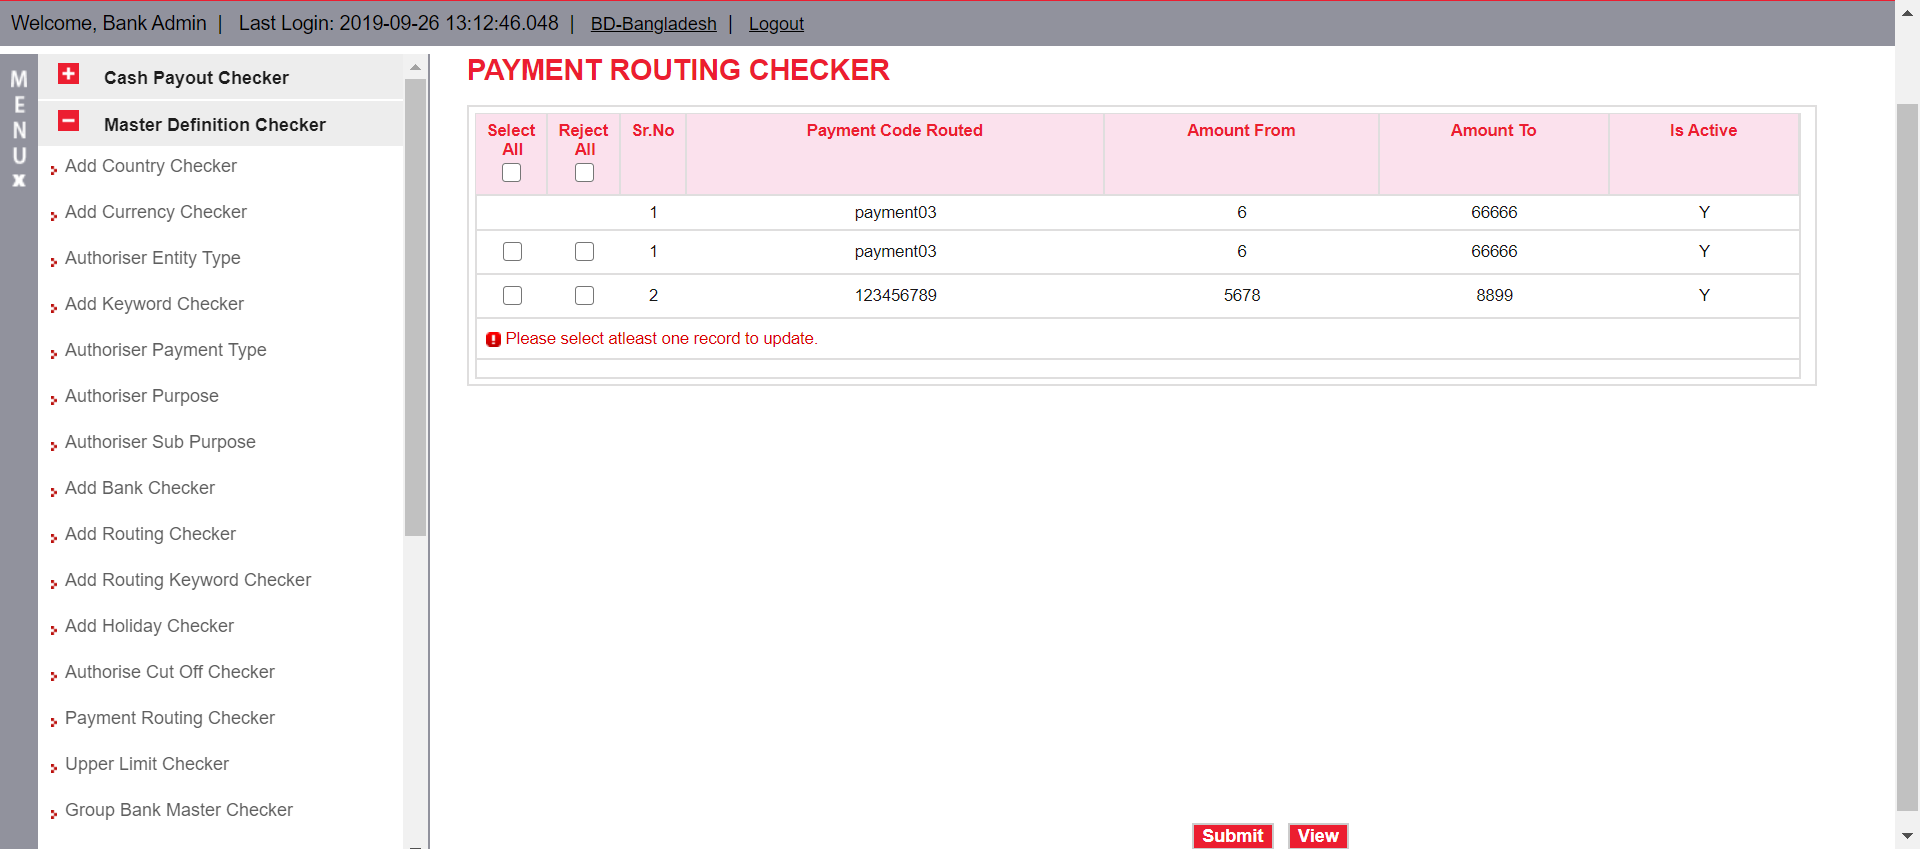 Welcome, Bank Admin | Last Login: 2019-09-26 13:12:46.048 | BD-Bangladesh | Logout
MENU X
Cash Payout Checker
Master Definition Checker
Add Country Checker
Add Currency Checker
Authoriser Entity Type
Add Keyword Checker
Authoriser Payment Type
Authoriser Purpose
Authoriser Sub Purpose
Add Bank Checker
Add Routing Checker
Add Routing Keyword Checker
Add Holiday Checker
Authorise Cut Off Checker
Payment Routing Checker
Upper Limit Checker
Group Bank Master Checker
PAYMENT ROUTING CHECKER
Select All Reject All Sr.No Payment Code Routed Amount From Amount To Is Active
1 payment03 6 66666 Y
1 payment03 6 66666 Y
2 123456789 5678 8899 Y
Please select atleast one record to update.
Submit View